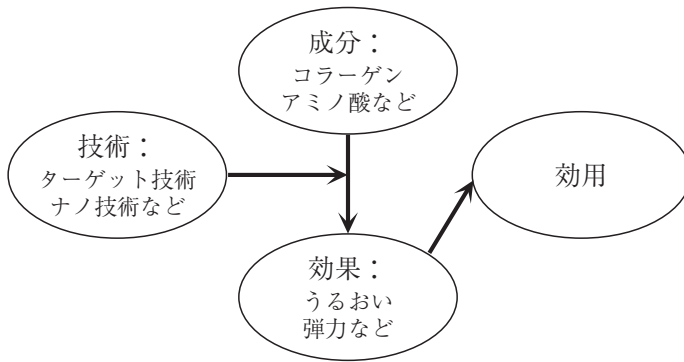 成分：
コラーゲン
アミノ酸など
技術：
ターゲット技術
ナノ技術など
効用
効果：
うるおい
弾力など